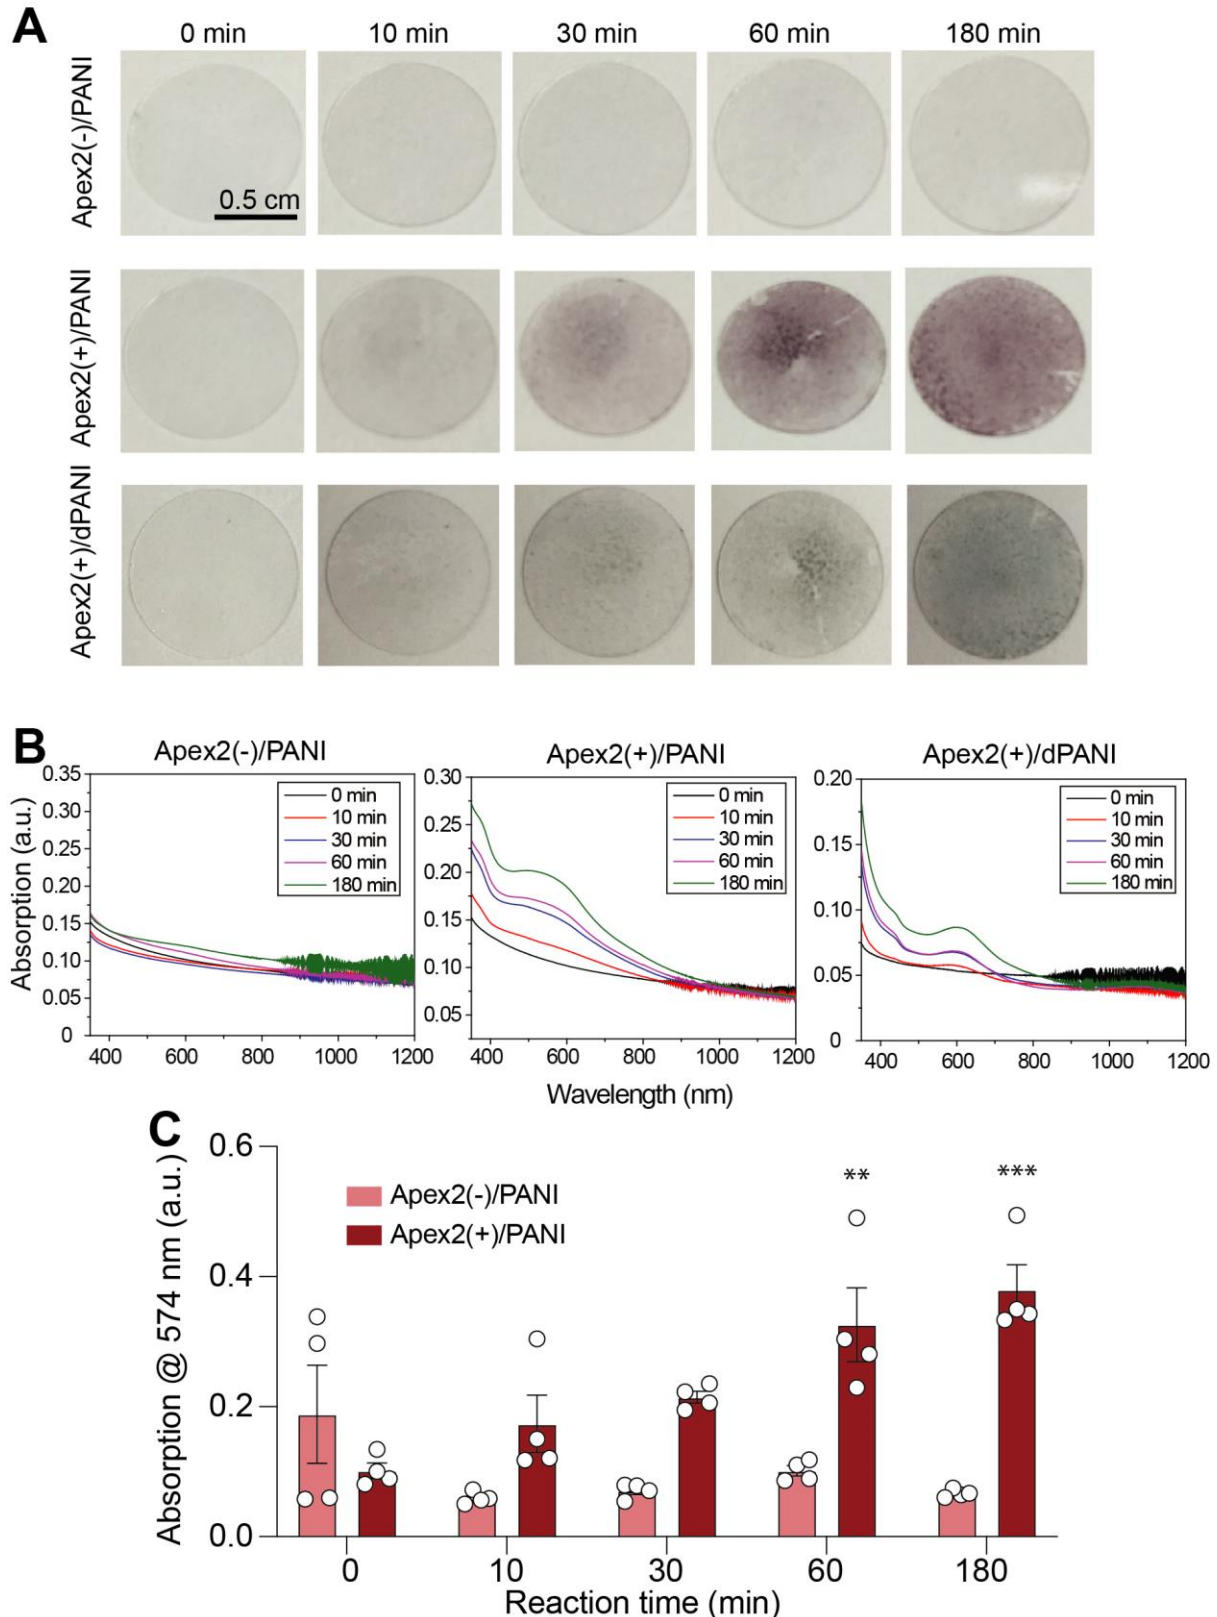 A
0 min 10 min 30 min 60 min 180 min
Apex2(-)/PANI
0.5 cm
Apex2(+)/PANI
Apex2(+)/dPANI
B
Apex2(-)/PANI Apex2(+)/PANI Apex2(+)/dPANI
Absorption (a.u.)
0.35
0.30
0.25
0.20
0.15
0.10
0.05
0
0 min
10 min
30 min
60 min
180 min
400 600 800 1000 1200
0.30
0.25
0.20
0.15
0.10
0.05
0 min
10 min
30 min
60 min
180 min
400 600 800 1000 1200
0.20
0.15
0.10
0.05
0
0 min
10 min
30 min
60 min
180 min
400 600 800 1000 1200
Wavelength (nm)
C
Absorption @ 574 nm (a.u.)
0.6
0.4
0.2
0.0
Apex2(-)/PANI
Apex2(+)/PANI
** ***
0 10 30 60 180
Reaction time (min)